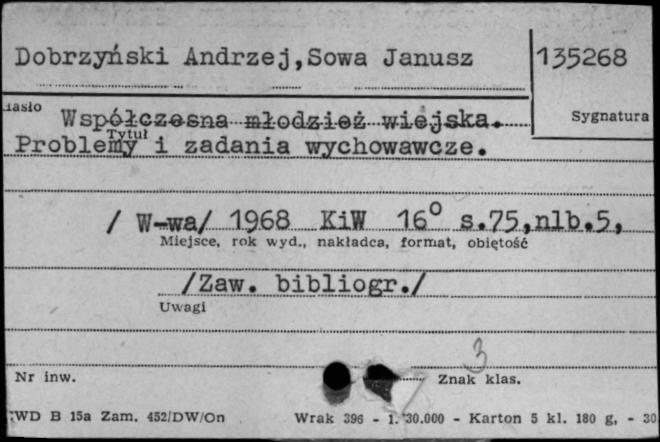 Dobrzyński Andrzej, Sowa Janusz 135268
Hasło Współczesna młodzież wiejska. Sygnatura
Tytuł
Problemy i zadania wychowawcze.
/ W-wa/ 1968 KiW 16° s.75,nlb.5,
Miejsce, rok wyd., nakładca, format, objętość
/Zaw. bibliogr./
Uwagi
3
Nr inw. Znak klas.
WD B 15a Zam. 452/DW/On Wrak 396 - 1. 30.000 - Karton 5 kl. 180 g, - 30